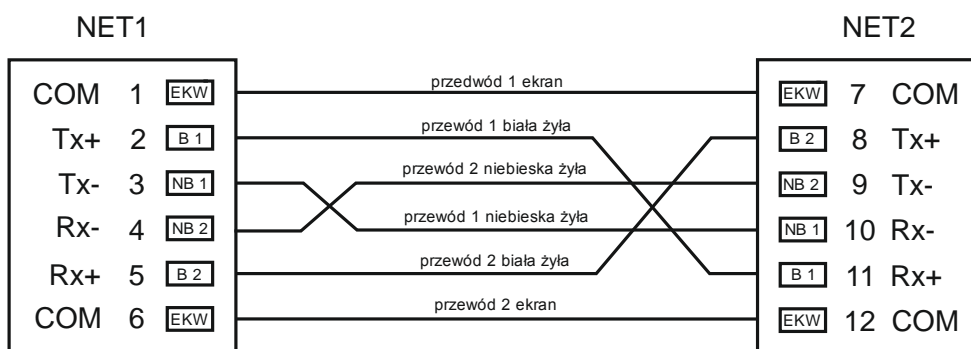 NET1 NET2
COM 1 EKW przedwód 1 ekran EKW 7 COM
Tx+ 2 B 1 przewód 1 biała żyła B 2 8 Tx+
Tx- 3 NB 1 przewód 2 niebieska żyła NB 2 9 Tx-
Rx- 4 NB 2 przewód 1 niebieska żyła NB 1 10 Rx-
Rx+ 5 B 2 przewód 2 biała żyła B 1 11 Rx+
COM 6 EKW przewód 2 ekran EKW 12 COM